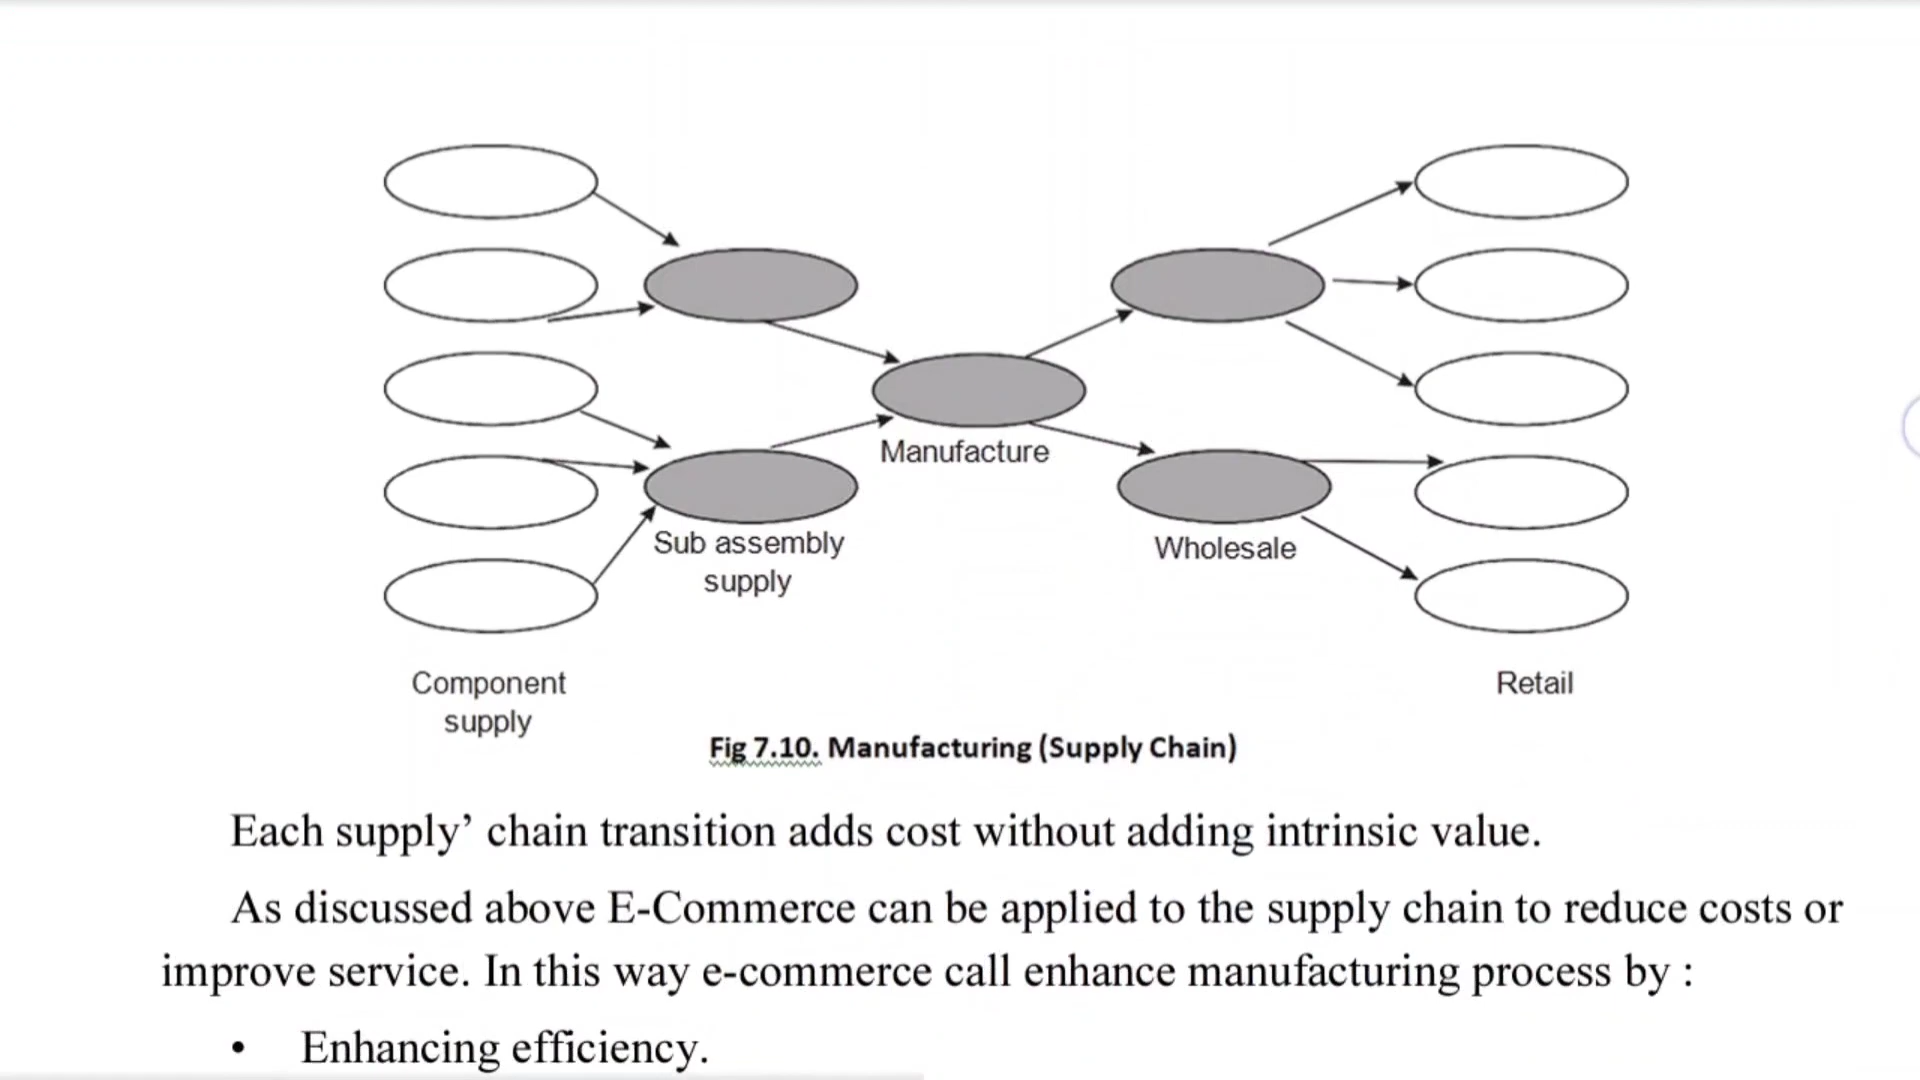 Manufacture
Sub assembly
supply
Wholesale
Component
supply
Retail
Fig 7.10. Manufacturing (Supply Chain)
Each supply’ chain transition adds cost without adding intrinsic value.
As discussed above E-Commerce can be applied to the supply chain to reduce costs or
improve service. In this way e-commerce call enhance manufacturing process by :
• Enhancing efficiency.